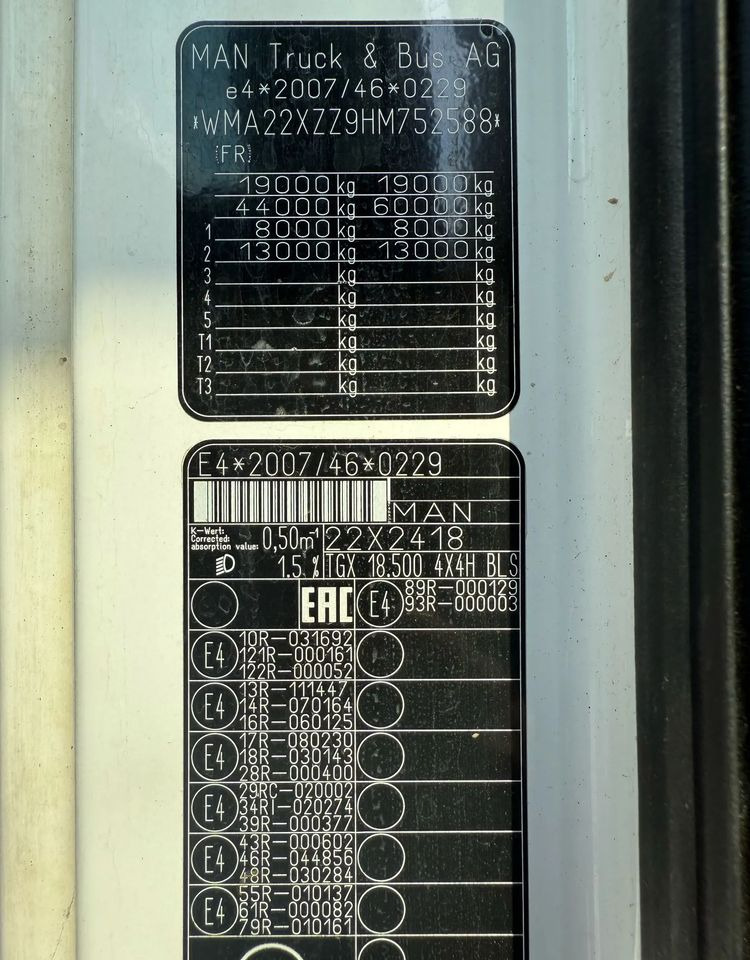 MAN Truck & Bus AG
e4*2007/46*0229
*WMA22XZZ9HM752588*
FR
19000 kg 19000 kg
44000 kg 60000 kg
1 8000 kg 8000 kg
2 13000 kg 13000 kg
3 kg kg
4 kg kg
5 kg kg
T1 kg kg
T2 kg kg
T3 kg kg
E4*2007/46*0229
MAN
K-Wert:
Corrected:
absorption value: 0,50m⁻¹ 22X2418
1.5 % TGX 18.500 4X4H BLS
EAC E4 89R-000129
93R-000003
E4 10R-031692
121R-000161
122R-000052
E4 13R-111447
14R-070164
16R-060125
E4 17R-080230
18R-030143
28R-000400
E4 29RC-020002
34RI-020274
39R-000377
E4 43R-000602
46R-044856
48R-030284
E4 55R-010137
61R-000082
79R-010161